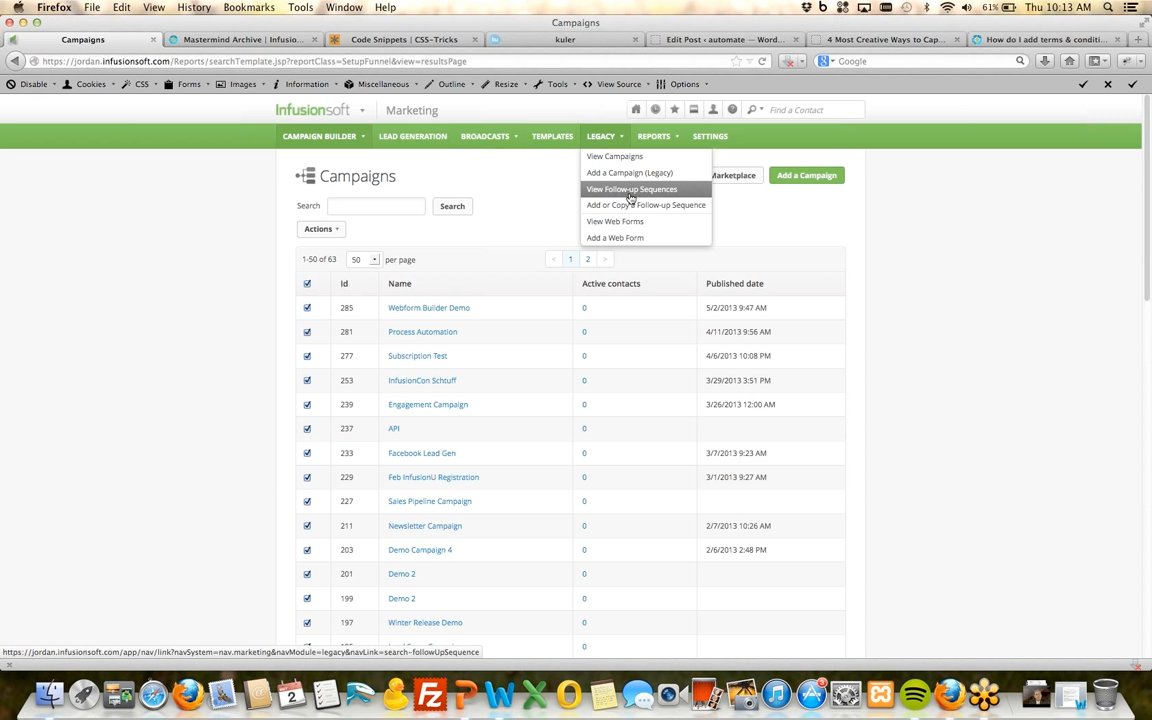 Firefox File Edit View History Bookmarks Tools Window Help 61% Thu 10:13 AM
Campaigns
Campaigns Mastermind Archive | Infusio... Code Snippets | CSS-Tricks kuler Edit Post ‹ automate — Word... 4 Most Creative Ways to Cap... How do I add terms & conditi...
https://jordan.infusionsoft.com/Reports/searchTemplate.jsp?reportClass=SetupFunnel&view=resultsPage Google
Disable Cookies CSS Forms Images Information Miscellaneous Outline Resize Tools View Source Options
Infusionsoft Marketing Find a Contact
CAMPAIGN BUILDER LEAD GENERATION BROADCASTS TEMPLATES LEGACY REPORTS SETTINGS
View Campaigns
Add a Campaign (Legacy)
View Follow-up Sequences
Add or Copy a Follow-up Sequence
View Web Forms
Add a Web Form
Campaigns Marketplace Add a Campaign
Search Search
Actions
1-50 of 63 50 per page < 1 2 >
Id Name Active contacts Published date
285 Webform Builder Demo 0 5/2/2013 9:47 AM
281 Process Automation 0 4/11/2013 9:56 AM
277 Subscription Test 0 4/6/2013 10:08 PM
253 InfusionCon Schtuff 0 3/29/2013 3:51 PM
239 Engagement Campaign 0 3/26/2013 12:00 AM
237 API 0
233 Facebook Lead Gen 0 3/7/2013 9:23 AM
229 Feb InfusionU Registration 0 3/1/2013 9:27 AM
227 Sales Pipeline Campaign 0
211 Newsletter Campaign 0 2/7/2013 10:26 AM
203 Demo Campaign 4 0 2/6/2013 2:48 PM
201 Demo 2 0
199 Demo 2 0
197 Winter Release Demo 0
0
https://jordan.infusionsoft.com/app/nav/link?navSystem=nav.marketing&navModule=legacy&navLink=search-followUpSequence